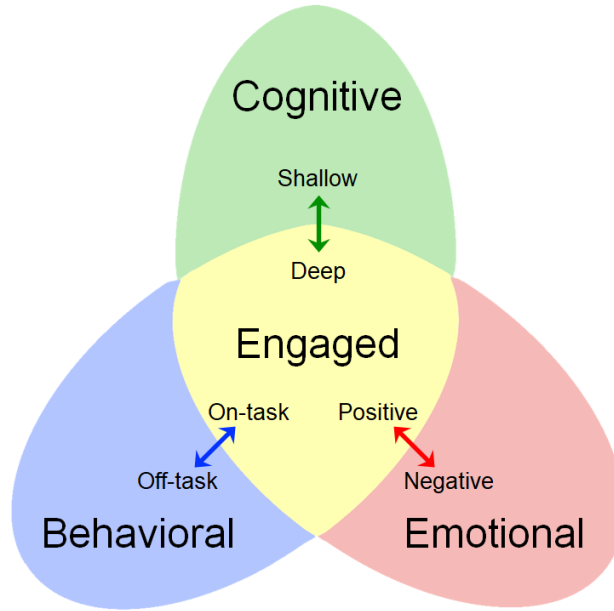 Cognitive
Shallow
Deep
Engaged
On-task
Positive
Off-task
Negative
Behavioral
Emotional